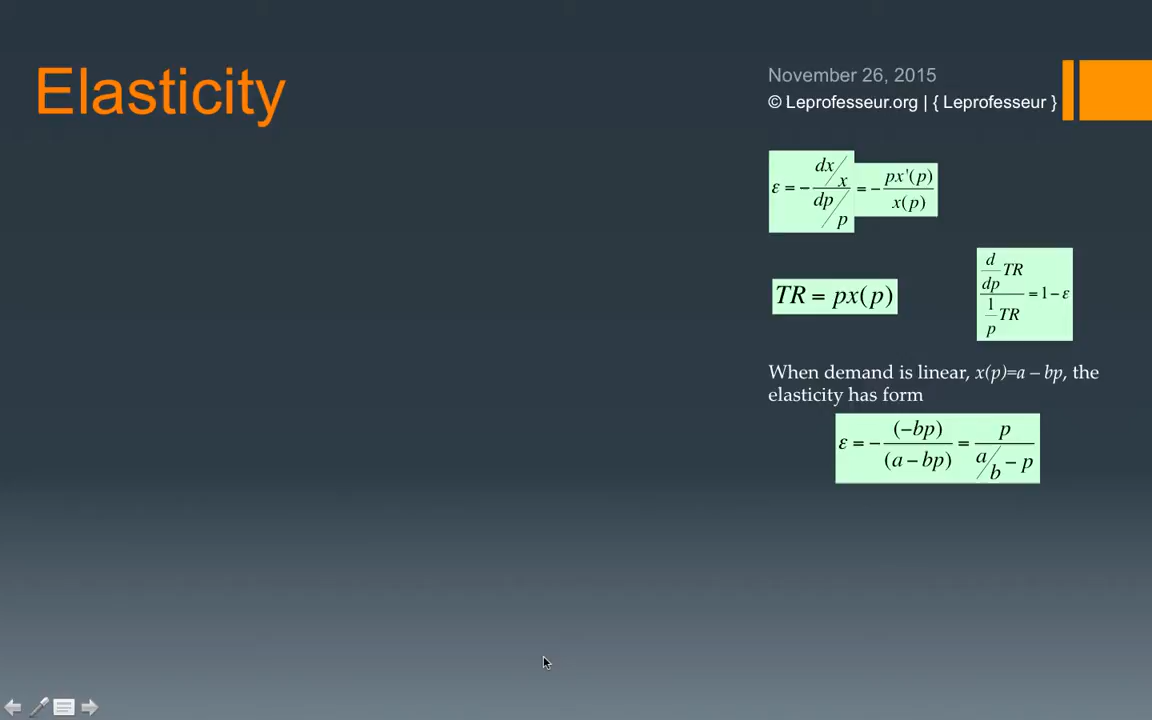 Elasticity
November 26, 2015
© Leprofesseur.org | { Leprofesseur }
ε = − (dx/x)/(dp/p) = − px'(p)/x(p)
TR = px(p)
(d/dp TR)/(1/p TR) = 1 − ε
When demand is linear, x(p)=a – bp, the
elasticity has form
ε = − (−bp)/(a − bp) = p/(a/b − p)